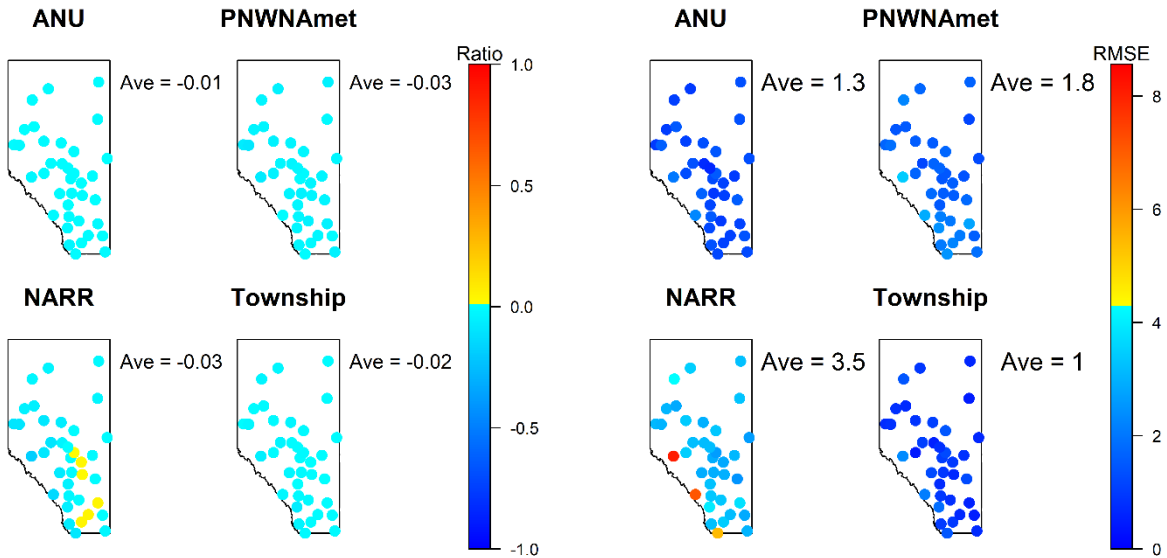 ANU PNWNAmet
Ratio
Ave = -0.01 Ave = -0.03
1.0
0.5
0.0
-0.5
-1.0
NARR Township
Ave = -0.03 Ave = -0.02
ANU PNWNAmet
RMSE
Ave = 1.3 Ave = 1.8
8
6
4
2
0
NARR Township
Ave = 3.5 Ave = 1